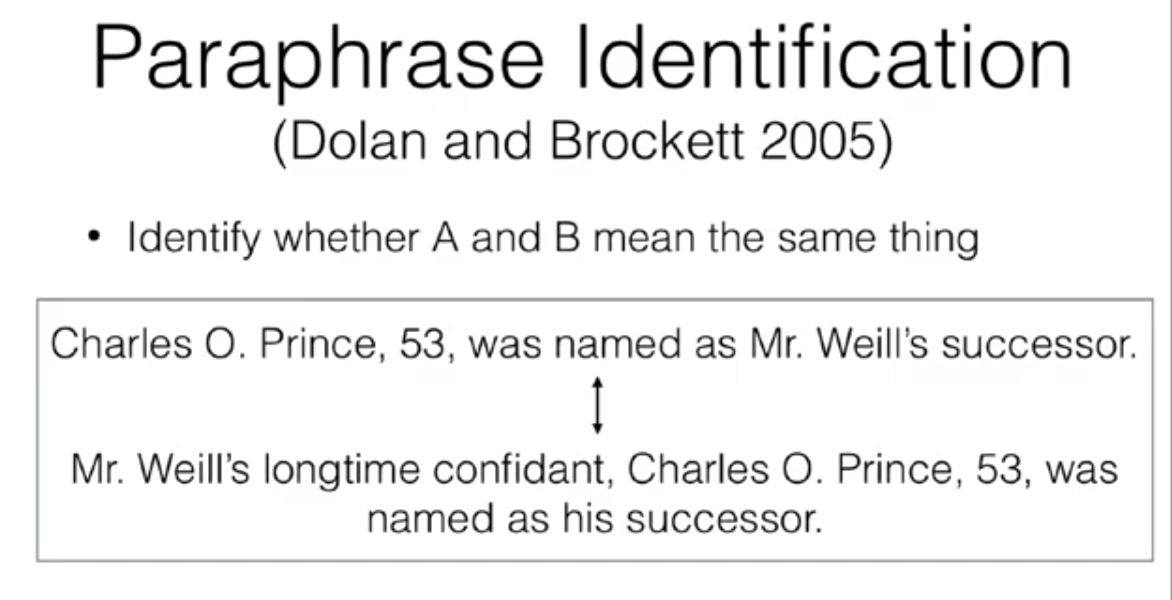 Paraphrase Identification
(Dolan and Brockett 2005)
• Identify whether A and B mean the same thing
Charles O. Prince, 53, was named as Mr. Weill’s successor.
Mr. Weill’s longtime confidant, Charles O. Prince, 53, was
named as his successor.